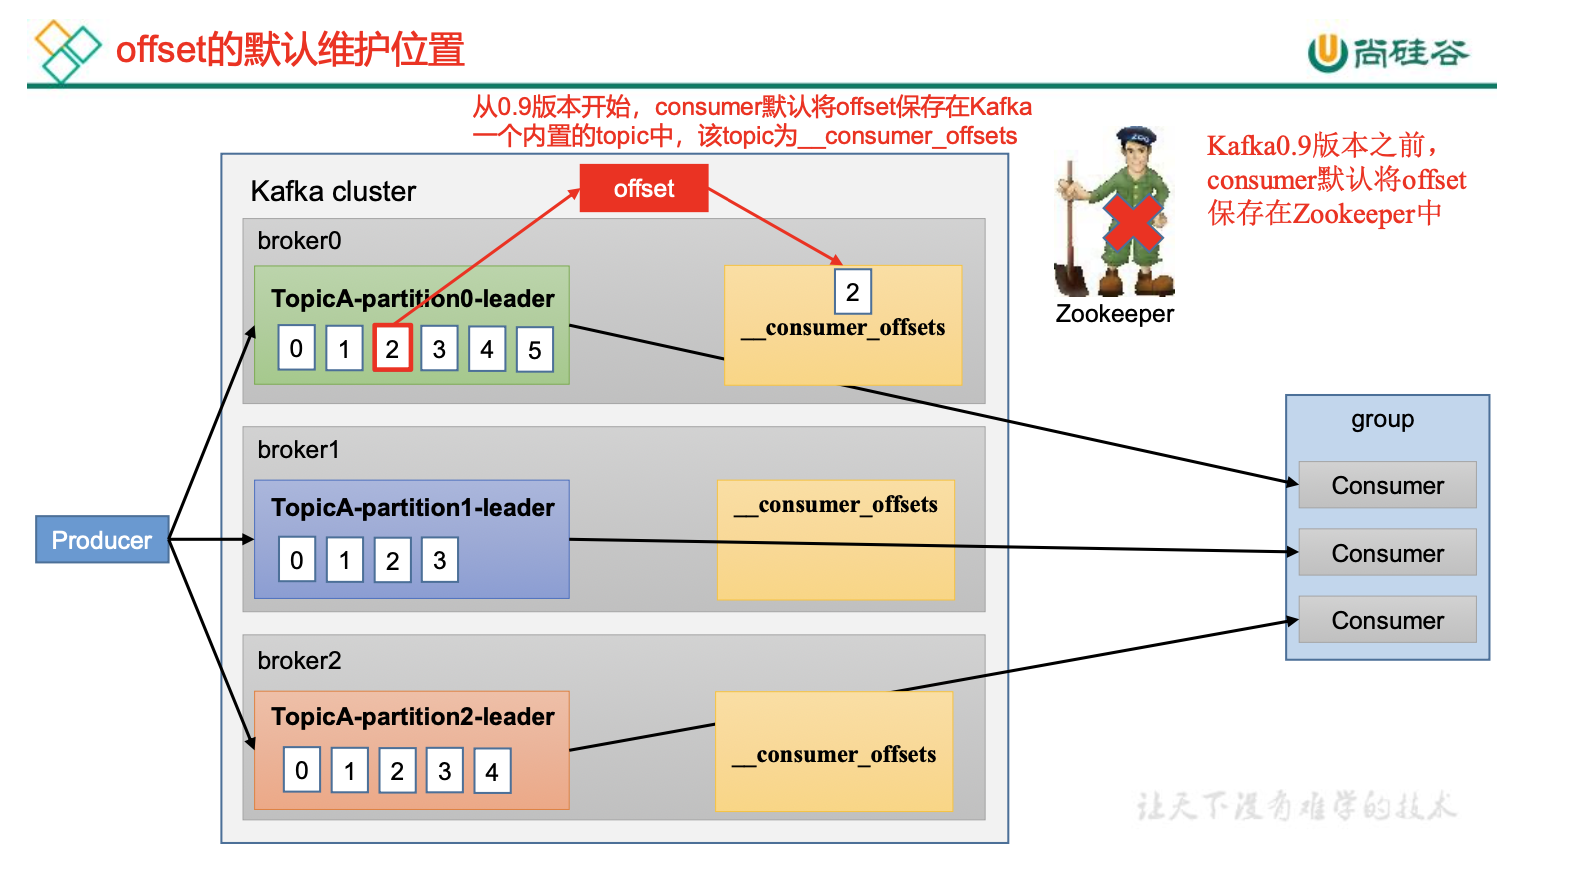 offset的默认维护位置
尚硅谷
从0.9版本开始，consumer默认将offset保存在Kafka
一个内置的topic中，该topic为__consumer_offsets
Kafka0.9版本之前，
consumer默认将offset
保存在Zookeeper中
ZOO
Zookeeper
Kafka cluster
offset
broker0
TopicA-partition0-leader
0 1 2 3 4 5
2
__consumer_offsets
broker1
TopicA-partition1-leader
0 1 2 3
__consumer_offsets
broker2
TopicA-partition2-leader
0 1 2 3 4
__consumer_offsets
Producer
group
Consumer
Consumer
Consumer
让天下没有难学的技术